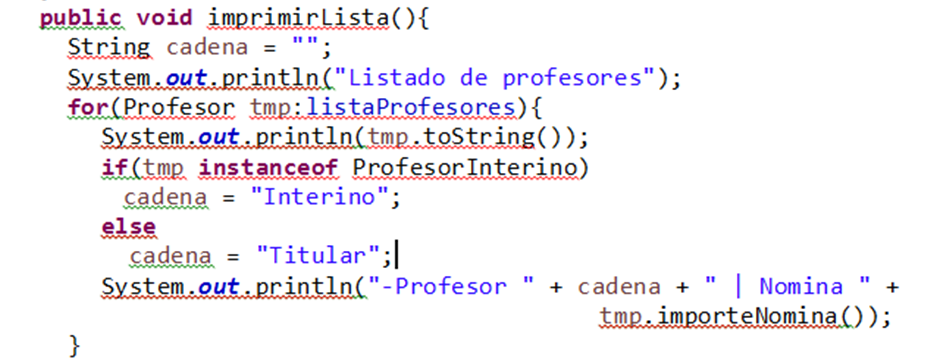 public void imprimirLista(){
String cadena = "";
System.out.println("Listado de profesores");
for(Profesor tmp:listaProfesores){
System.out.println(tmp.toString());
if(tmp instanceof ProfesorInterino)
cadena = "Interino";
else
cadena = "Titular";
System.out.println("-Profesor " + cadena + " | Nomina " +
tmp.importeNomina());
}